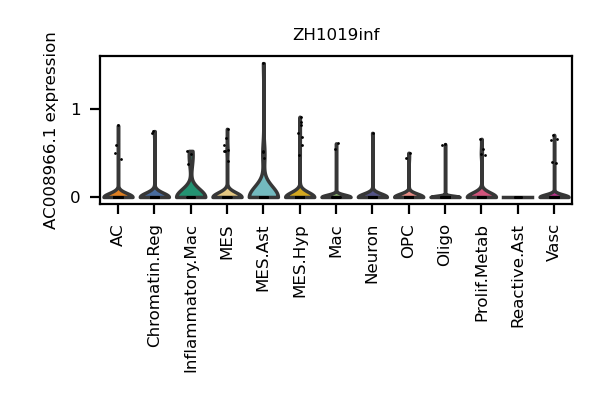 ZH1019inf
AC008966.1 expression
1
0
AC
Chromatin.Reg
Inflammatory.Mac
MES
MES.Ast
MES.Hyp
Mac
Neuron
OPC
Oligo
Prolif.Metab
Reactive.Ast
Vasc